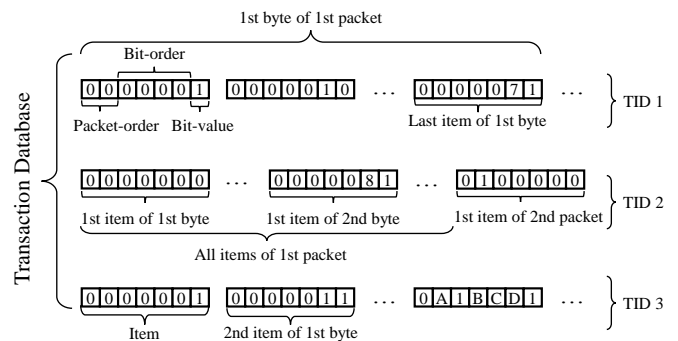 1st byte of 1st packet
Bit-order
0 0 0 0 0 0 1 0 0 0 0 0 1 0 ... 0 0 0 0 0 7 1 ... TID 1
Packet-order Bit-value Last item of 1st byte
Transaction Database
0 0 0 0 0 0 0 ... 0 0 0 0 0 8 1 ... 0 1 0 0 0 0 0 TID 2
1st item of 1st byte 1st item of 2nd byte 1st item of 2nd packet
All items of 1st packet
0 0 0 0 0 0 1 0 0 0 0 0 1 1 ... 0 A 1 B C D 1 ... TID 3
Item 2nd item of 1st byte